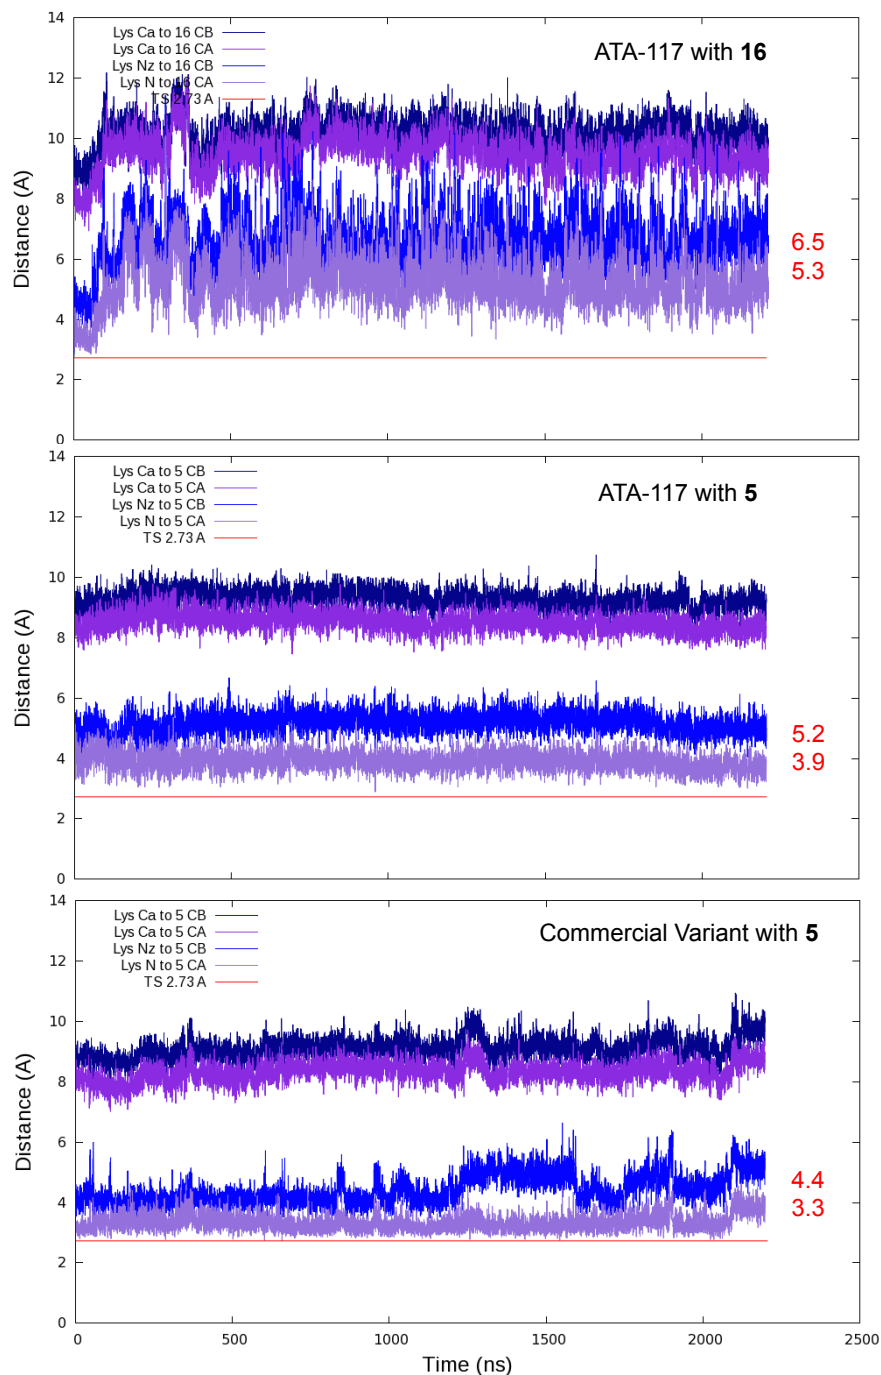 14
Lys Ca to 16 CB
ATA-117 with 16
Lys Ca to 16 CA
Lys Nz to 16 CB
12
Lys N to 16 CA
TS 2.73 A
10
8
Distance (A)
6.5
6
5.3
4
2
0
14
Lys Ca to 5 CB
ATA-117 with 5
Lys Ca to 5 CA
Lys Nz to 5 CB
12
Lys N to 5 CA
TS 2.73 A
10
8
Distance (A)
6
5.2
4
3.9
2
0
14
Lys Ca to 5 CB
Commercial Variant with 5
Lys Ca to 5 CA
Lys Nz to 5 CB
12
Lys N to 5 CA
TS 2.73 A
10
8
Distance (A)
6
4.4
4
3.3
2
0
0 500 1000 1500 2000 2500
Time (ns)